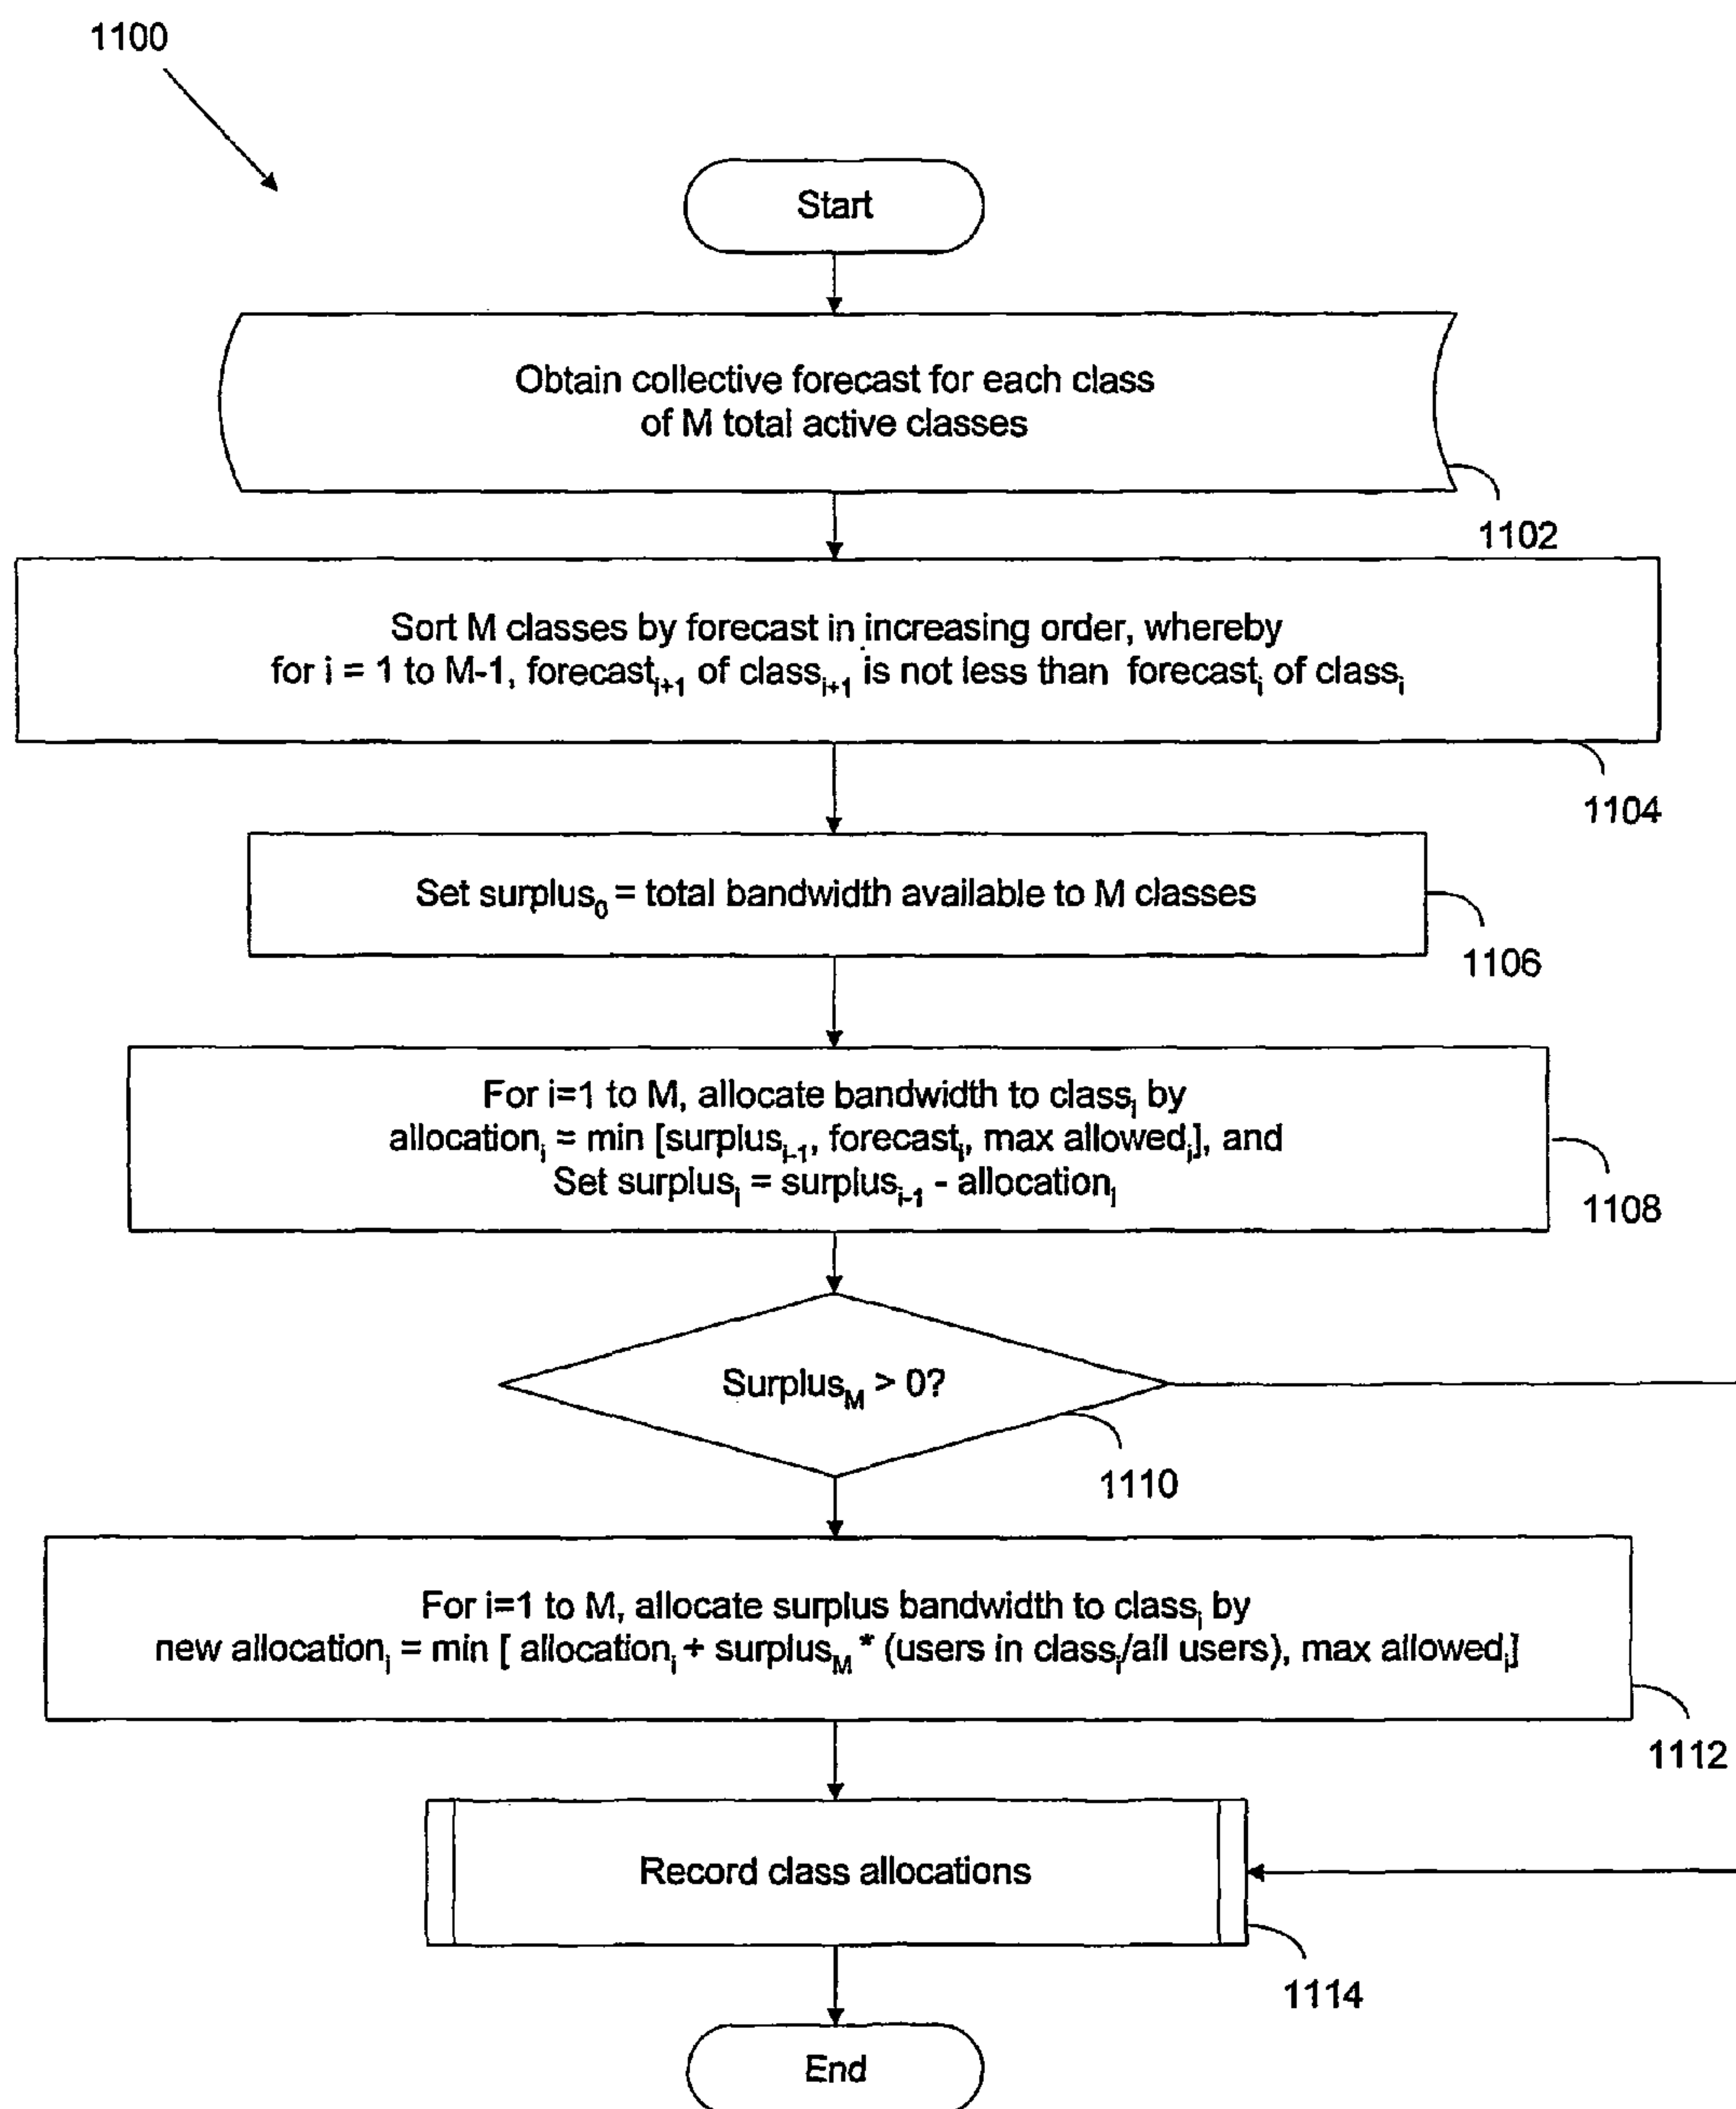 1100
Start
Obtain collective forecast for each class
of M total active classes
1102
Sort M classes by forecast in increasing order, whereby
for i = 1 to M-1, forecastᵢ₊₁ of classᵢ₊₁ is not less than forecastᵢ of classᵢ
1104
Set surplus₀ = total bandwidth available to M classes
1106
For i=1 to M, allocate bandwidth to classᵢ by
allocationᵢ = min [surplusᵢ₋₁, forecastᵢ, max allowedᵢ], and
Set surplusᵢ = surplusᵢ₋₁ - allocationᵢ
1108
Surplus_M > 0?
1110
For i=1 to M, allocate surplus bandwidth to classᵢ by
new allocationᵢ = min [ allocationᵢ + surplus_M * (users in classᵢ/all users), max allowedᵢ]
1112
Record class allocations
1114
End